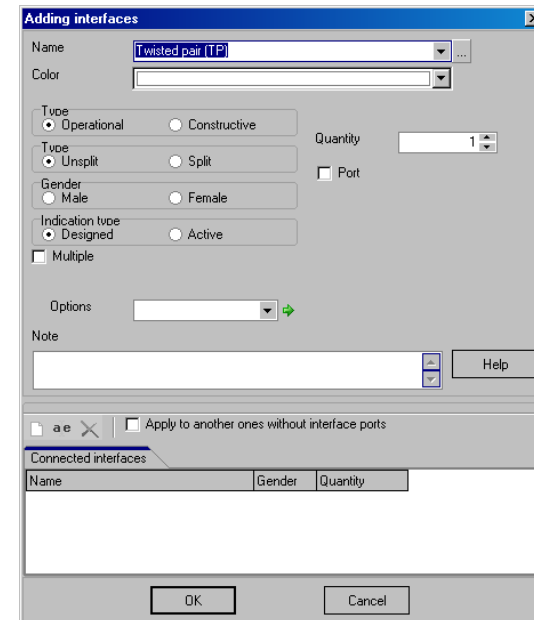 Adding interfaces
Name
Twisted pair (TP)
...
Color
Type
Operational
Constructive
Quantity
1
Type
Unsplit
Split
Port
Gender
Male
Female
Indication type
Designed
Active
Multiple
Options
Note
Help
ae
Apply to another ones without interface ports
Connected interfaces
Name Gender Quantity
OK Cancel